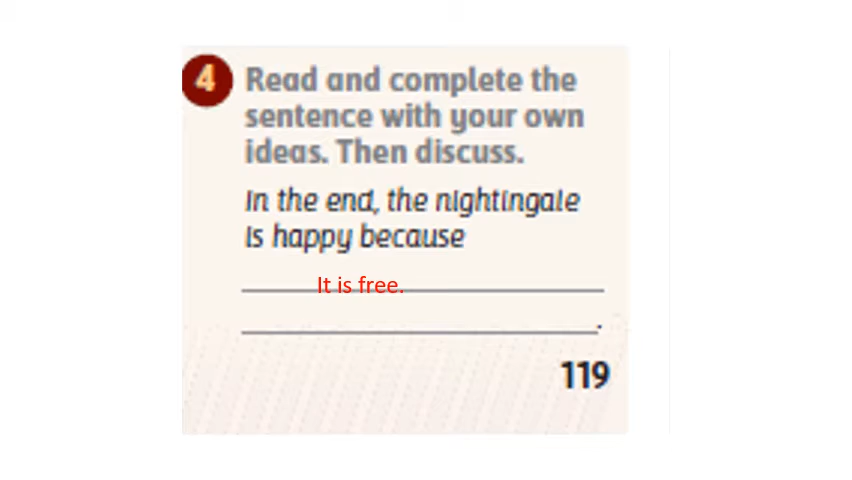 4 Read and complete the
sentence with your own
ideas. Then discuss.
In the end, the nightingale
is happy because
It is free.
.
119